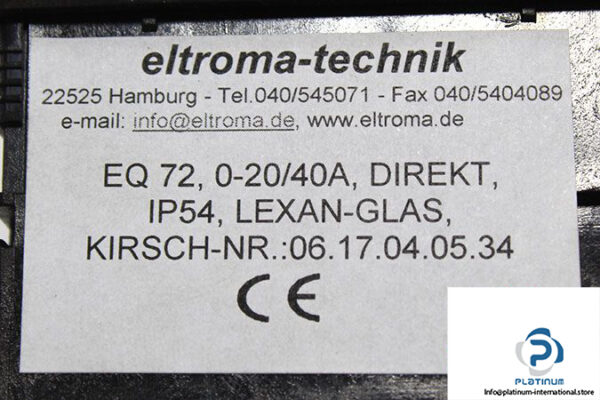 eltroma-technik
22525 Hamburg - Tel.040/545071 - Fax 040/5404089
e-mail: info@eltroma.de, www.eltroma.de
EQ 72, 0-20/40A, DIREKT,
IP54, LEXAN-GLAS,
KIRSCH-NR.:06.17.04.05.34
CE
PLATINUM
Info@platinum-international.store